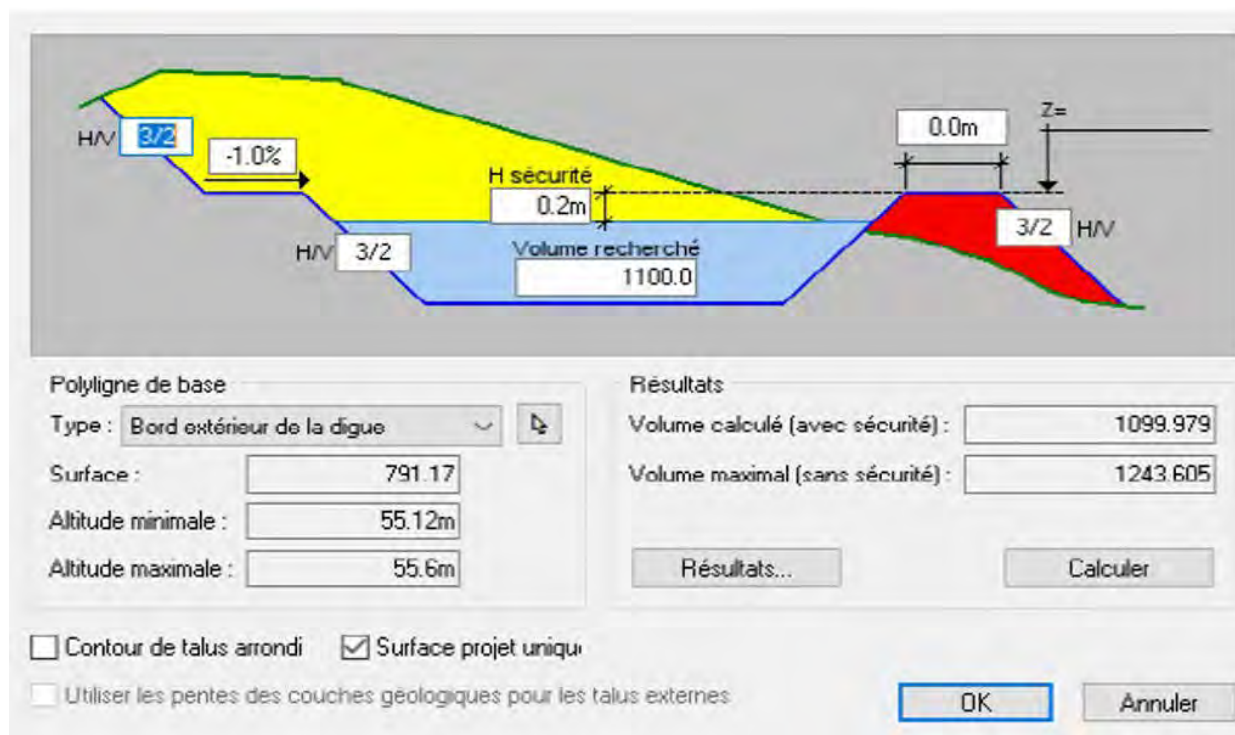 Z=
0.0m
H/V 3/2
-1.0%
H sécurité
0.2m
3/2 H/V
H/V 3/2
Volume recherché
1100.0
Polyligne de base
Type : Bord extérieur de la digue
Surface : 791.17
Altitude minimale : 55.12m
Altitude maximale : 55.6m
Résultats
Volume calculé (avec sécurité) : 1099.979
Volume maximal (sans sécurité) : 1243.605
Résultats... Calculer
Contour de talus arrondi Surface projet uniqu
Utiliser les pentes des couches géologiques pour les talus externes
OK Annuler